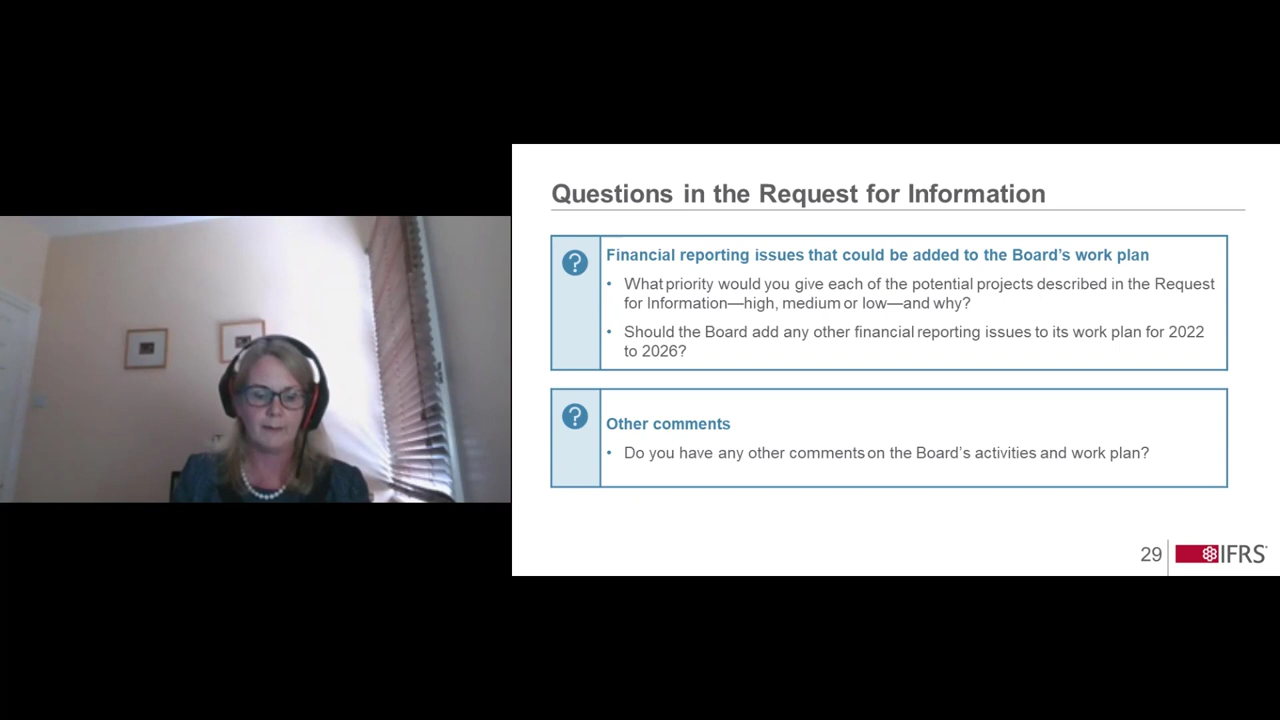 Questions in the Request for Information
Financial reporting issues that could be added to the Board's work plan
• What priority would you give each of the potential projects described in the Request
for Information—high, medium or low—and why?
• Should the Board add any other financial reporting issues to its work plan for 2022
to 2026?
Other comments
• Do you have any other comments on the Board's activities and work plan?
29
IFRS